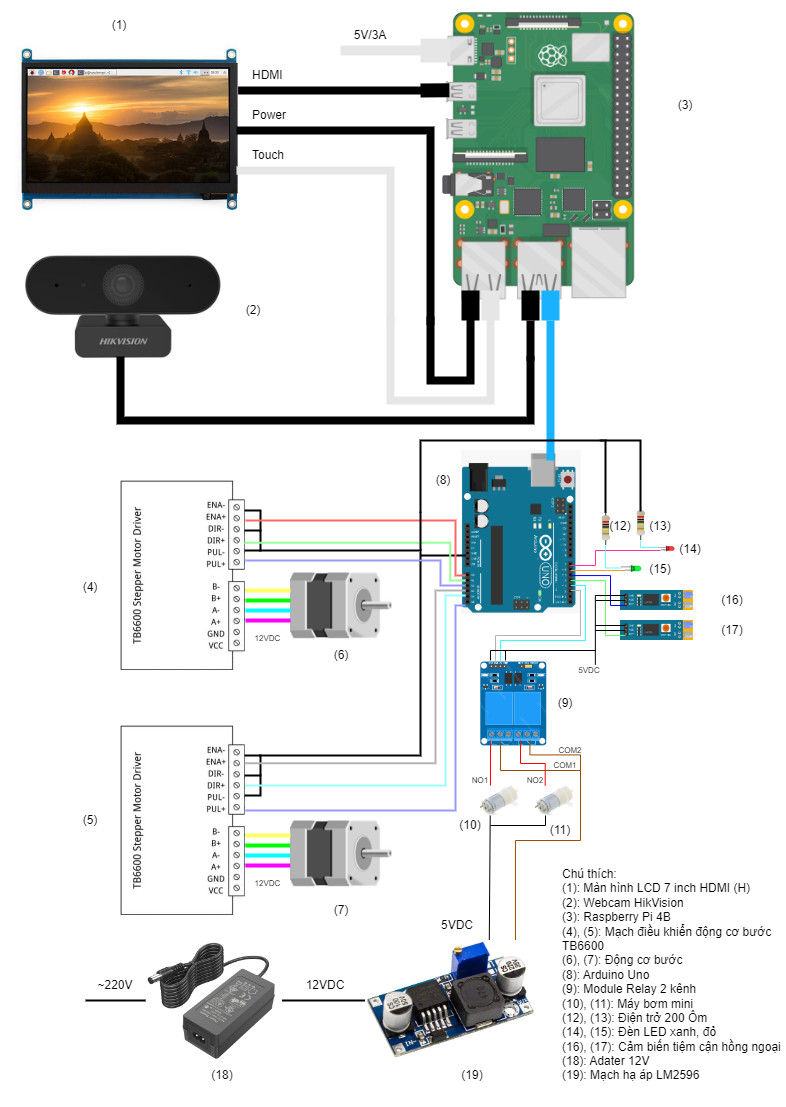 (1)
5V/3A
HDMI
(3)
Power
Touch
(2)
HIKVISION
(8)
(12)
(13)
(14)
(15)
(16)
(17)
5VDC
UNO
ENA-
ENA+
DIR-
DIR+
PUL-
PUL+
B-
B+
A-
A+
GND
VCC
TB6600 Stepper Motor Driver
(4)
12VDC
(6)
(9)
COM2
COM1
NO1
NO2
(10)
(11)
ENA-
ENA+
DIR-
DIR+
PUL-
PUL+
B-
B+
A-
A+
GND
VCC
TB6600 Stepper Motor Driver
(5)
12VDC
(7)
5VDC
~220V
12VDC
IN-
(18)
(19)
Chú thích:
(1): Màn hình LCD 7 inch HDMI (H)
(2): Webcam HikVision
(3): Raspberry Pi 4B
(4), (5): Mạch điều khiển động cơ bước
TB6600
(6), (7): Động cơ bước
(8): Arduino Uno
(9): Module Relay 2 kênh
(10), (11): Máy bơm mini
(12), (13): Điện trở 200 Ôm
(14), (15): Đèn LED xanh, đỏ
(16), (17): Cảm biến tiệm cận hồng ngoại
(18): Adater 12V
(19): Mạch hạ áp LM2596